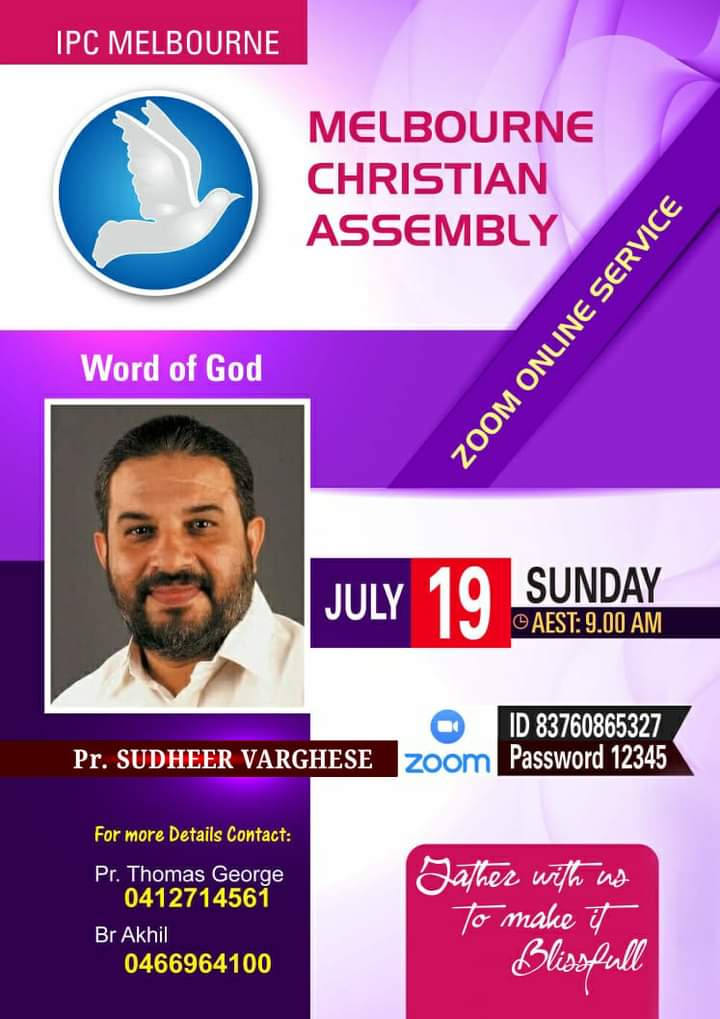 IPC MELBOURNE
MELBOURNE
CHRISTIAN
ASSEMBLY
ZOOM ONLINE SERVICE
Word of God
JULY 19 SUNDAY
AEST: 9.00 AM
Pr. SUDHEER VARGHESE
zoom
ID 83760865327
Password 12345
For more Details Contact:
Pr. Thomas George
0412714561
Br Akhil
0466964100
Gather with us
to make it
Blissfull